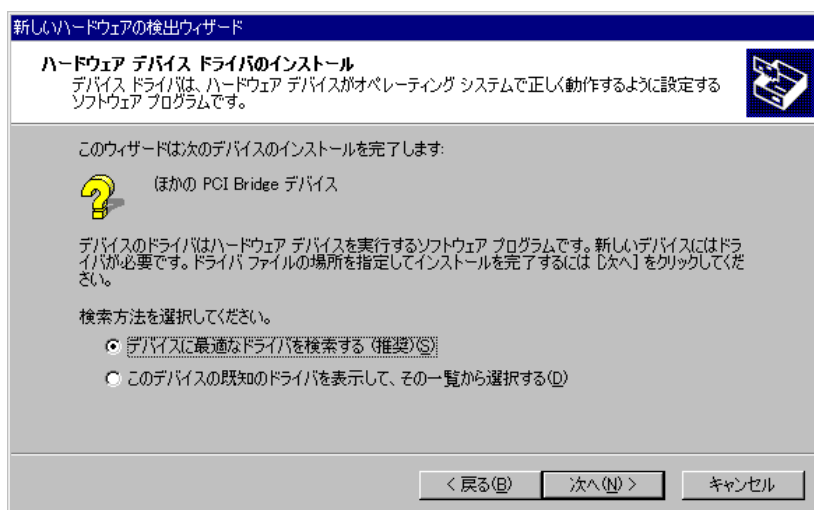 新しいハードウェアの検出ウィザード
ハードウェア デバイス ドライバのインストール
デバイス ドライバは、ハードウェア デバイスがオペレーティング システムで正しく動作するように設定する
ソフトウェア プログラムです。
このウィザードは次のデバイスのインストールを完了します:
ほかの PCI Bridge デバイス
デバイスのドライバはハードウェア デバイスを実行するソフトウェア プログラムです。新しいデバイスにはドラ
イバが必要です。ドライバ ファイルの場所を指定してインストールを完了するには [次へ] をクリックしてくだ
さい。
検索方法を選択してください。
デバイスに最適なドライバを検索する (推奨)(S)
このデバイスの既知のドライバを表示して、その一覧から選択する(D)
< 戻る(B) 次へ(N) > キャンセル